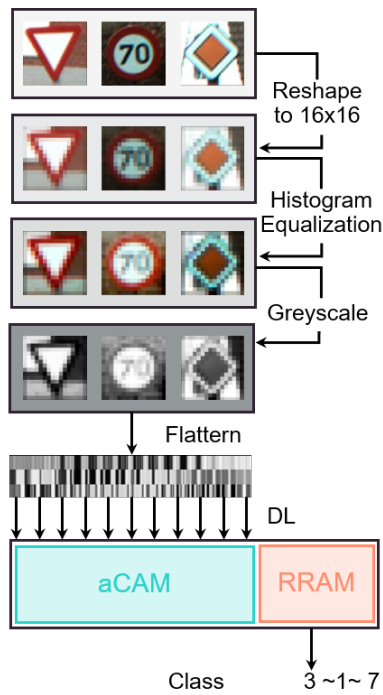 70
Reshape
to 16x16
70
Histogram
Equalization
70
Greyscale
70
Flattern
DL
aCAM
RRAM
Class
3 ~1~ 7